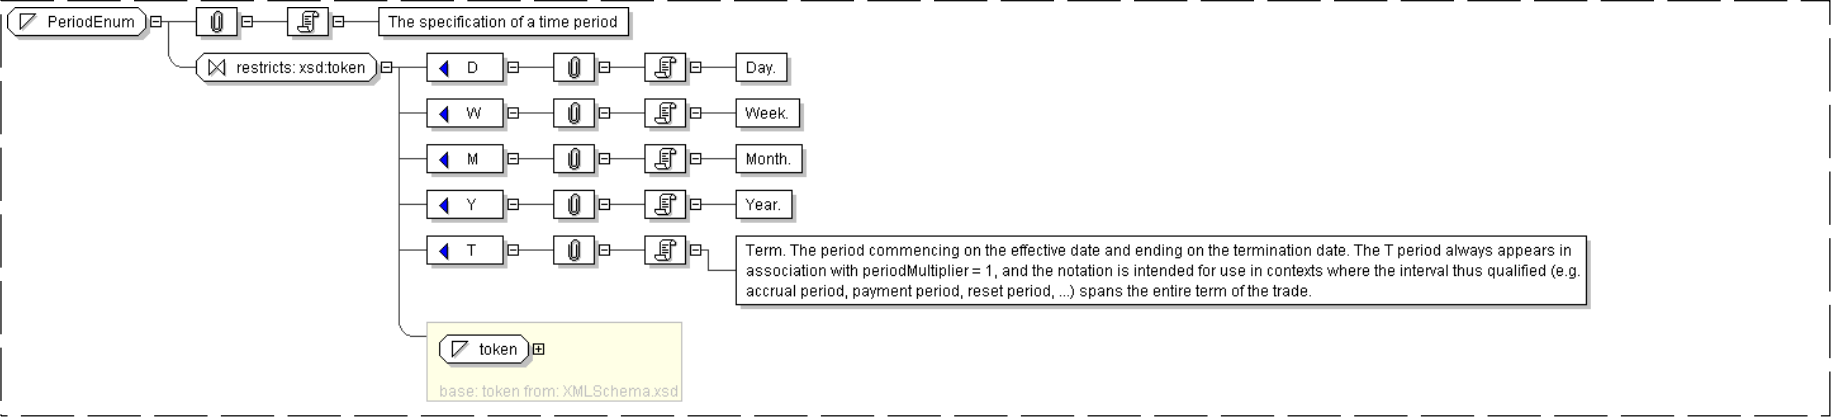 PeriodEnum
The specification of a time period
restricts: xsd:token
D
Day.
W
Week.
M
Month.
Y
Year.
T
Term. The period commencing on the effective date and ending on the termination date. The T period always appears in
association with periodMultiplier = 1, and the notation is intended for use in contexts where the interval thus qualified (e.g.
accrual period, payment period, reset period, ...) spans the entire term of the trade.
token
base: token from: XMLSchema.xsd